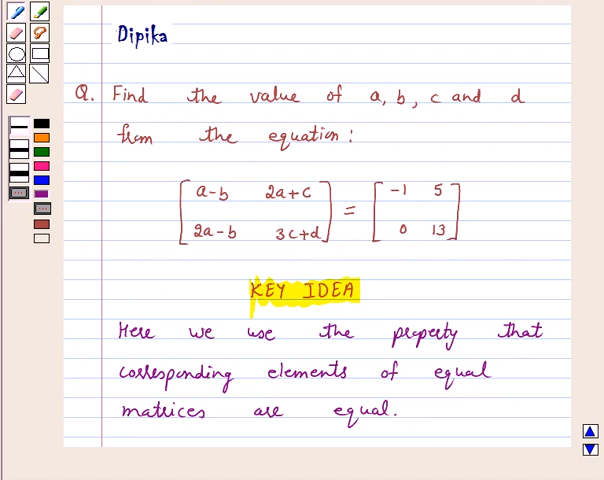 Dipika
Q. Find the value of a, b, c and d
from the equation:
[a-b 2a+c] = [-1 5]
[2a-b 3c+d] [0 13]
KEY IDEA
Here we use the property that
corresponding elements of equal
matrices are equal.